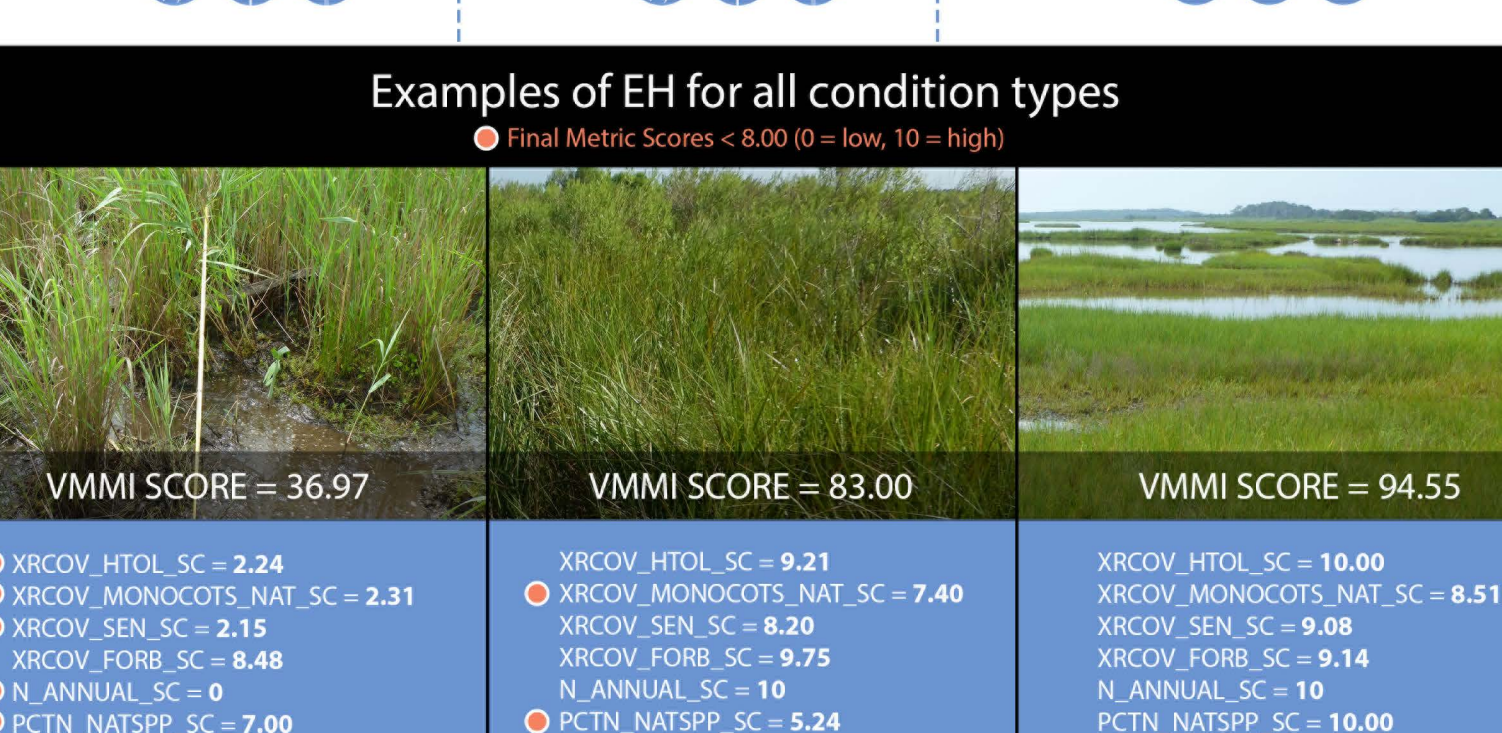 Examples of EH for all condition types
Final Metric Scores < 8.00 (0 = low, 10 = high)
VMMI SCORE = 36.97
XRCOV_HTOL_SC = 2.24
XRCOV_MONOCOTS_NAT_SC = 2.31
XRCOV_SEN_SC = 2.15
XRCOV_FORB_SC = 8.48
N_ANNUAL_SC = 0
PCTN_NATSPP_SC = 7.00
VMMI SCORE = 83.00
XRCOV_HTOL_SC = 9.21
XRCOV_MONOCOTS_NAT_SC = 7.40
XRCOV_SEN_SC = 8.20
XRCOV_FORB_SC = 9.75
N_ANNUAL_SC = 10
PCTN_NATSPP_SC = 5.24
VMMI SCORE = 94.55
XRCOV_HTOL_SC = 10.00
XRCOV_MONOCOTS_NAT_SC = 8.51
XRCOV_SEN_SC = 9.08
XRCOV_FORB_SC = 9.14
N_ANNUAL_SC = 10
PCTN_NATSPP_SC = 10.00